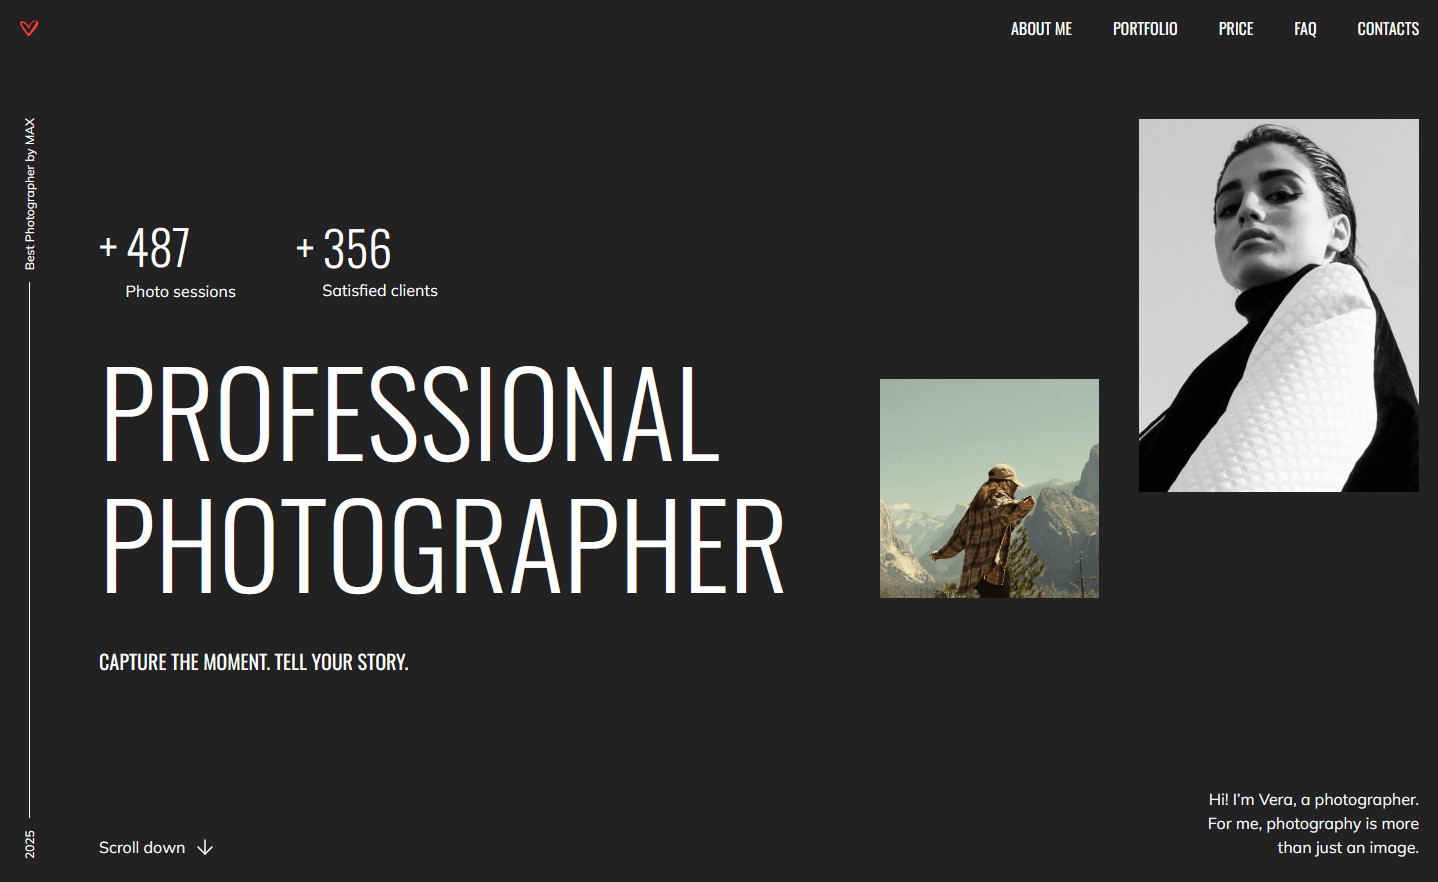 ABOUT ME PORTFOLIO PRICE FAQ CONTACTS
Best Photographer by MAX
2025
+ 487
Photo sessions
+ 356
Satisfied clients
PROFESSIONAL
PHOTOGRAPHER
CAPTURE THE MOMENT. TELL YOUR STORY.
Scroll down
Hi! I’m Vera, a photographer.
For me, photography is more
than just an image.